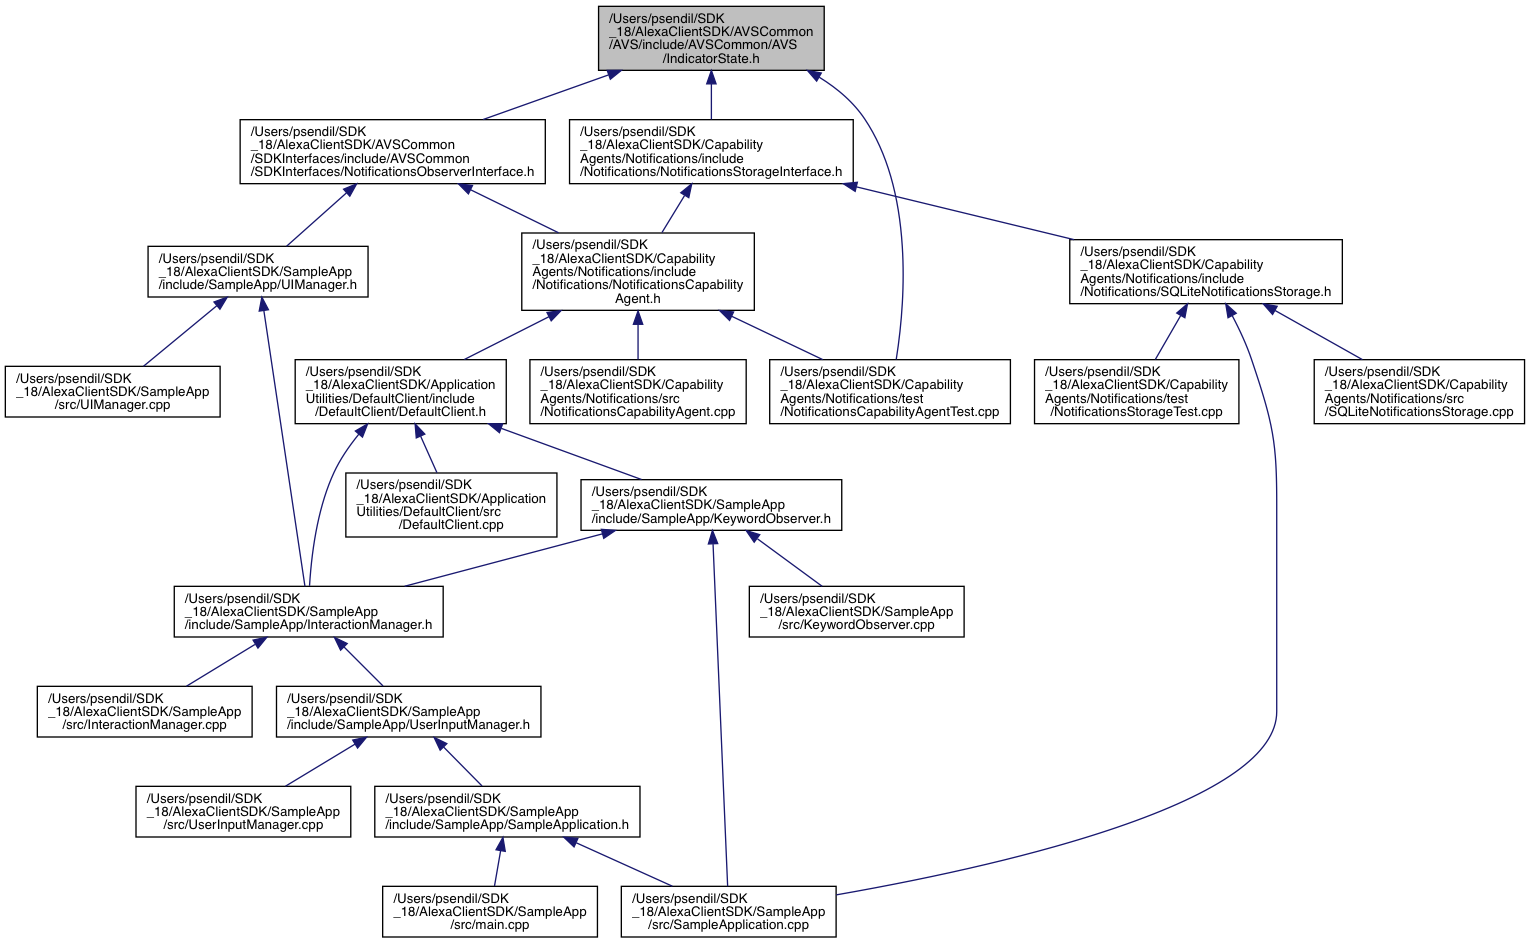 /Users/psendil/SDK
_18/AlexaClientSDK/AVSCommon
/AVS/include/AVSCommon/AVS
/IndicatorState.h
/Users/psendil/SDK
_18/AlexaClientSDK/AVSCommon
/SDKInterfaces/include/AVSCommon
/SDKInterfaces/NotificationsObserverInterface.h
/Users/psendil/SDK
_18/AlexaClientSDK/Capability
Agents/Notifications/include
/Notifications/NotificationsStorageInterface.h
/Users/psendil/SDK
_18/AlexaClientSDK/SampleApp
/include/SampleApp/UIManager.h
/Users/psendil/SDK
_18/AlexaClientSDK/Capability
Agents/Notifications/include
/Notifications/NotificationsCapability
Agent.h
/Users/psendil/SDK
_18/AlexaClientSDK/Capability
Agents/Notifications/include
/Notifications/SQLiteNotificationsStorage.h
/Users/psendil/SDK
_18/AlexaClientSDK/SampleApp
/src/UIManager.cpp
/Users/psendil/SDK
_18/AlexaClientSDK/Application
Utilities/DefaultClient/include
/DefaultClient/DefaultClient.h
/Users/psendil/SDK
_18/AlexaClientSDK/Capability
Agents/Notifications/src
/NotificationsCapabilityAgent.cpp
/Users/psendil/SDK
_18/AlexaClientSDK/Capability
Agents/Notifications/test
/NotificationsCapabilityAgentTest.cpp
/Users/psendil/SDK
_18/AlexaClientSDK/Capability
Agents/Notifications/test
/NotificationsStorageTest.cpp
/Users/psendil/SDK
_18/AlexaClientSDK/Capability
Agents/Notifications/src
/SQLiteNotificationsStorage.cpp
/Users/psendil/SDK
_18/AlexaClientSDK/Application
Utilities/DefaultClient/src
/DefaultClient.cpp
/Users/psendil/SDK
_18/AlexaClientSDK/SampleApp
/include/SampleApp/KeywordObserver.h
/Users/psendil/SDK
_18/AlexaClientSDK/SampleApp
/include/SampleApp/InteractionManager.h
/Users/psendil/SDK
_18/AlexaClientSDK/SampleApp
/src/KeywordObserver.cpp
/Users/psendil/SDK
_18/AlexaClientSDK/SampleApp
/src/InteractionManager.cpp
/Users/psendil/SDK
_18/AlexaClientSDK/SampleApp
/include/SampleApp/UserInputManager.h
/Users/psendil/SDK
_18/AlexaClientSDK/SampleApp
/src/UserInputManager.cpp
/Users/psendil/SDK
_18/AlexaClientSDK/SampleApp
/include/SampleApp/SampleApplication.h
/Users/psendil/SDK
_18/AlexaClientSDK/SampleApp
/src/main.cpp
/Users/psendil/SDK
_18/AlexaClientSDK/SampleApp
/src/SampleApplication.cpp